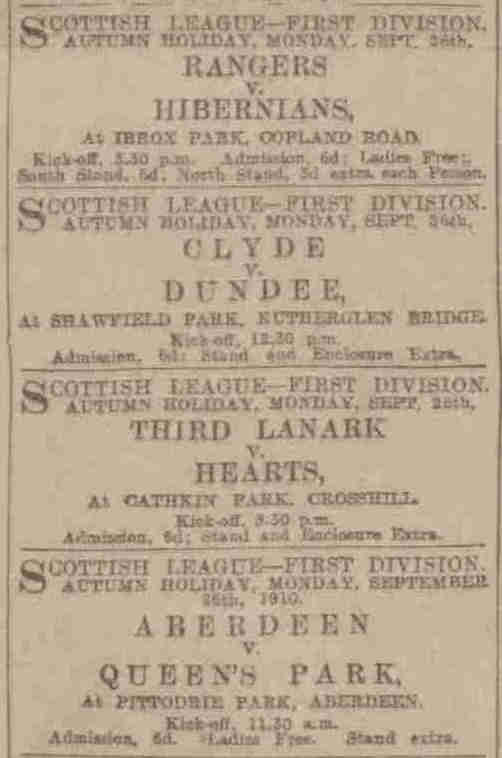 SCOTTISH LEAGUE—FIRST DIVISION.
AUTUMN HOLIDAY, MONDAY, SEPT. 26th,
RANGERS
v.
HIBERNIANS,
At IBROX PARK, COPLAND ROAD.
Kick-off, 3.30 p.m. Admission, 6d; Ladies Free;
South Stand, 6d, North Stand, 3d extra each Person.
SCOTTISH LEAGUE—FIRST DIVISION.
AUTUMN HOLIDAY, MONDAY, SEPT. 26th,
CLYDE
v.
DUNDEE,
At SHAWFIELD PARK, RUTHERGLEN BRIDGE.
Kick-off, 12.30 p.m.
Admission, 6d; Stand and Enclosure Extra.
SCOTTISH LEAGUE—FIRST DIVISION.
AUTUMN HOLIDAY, MONDAY, SEPT. 26th,
THIRD LANARK
v.
HEARTS,
At CATHKIN PARK, CROSSHILL.
Kick-off, 3.30 p.m.
Admission, 6d; Stand and Enclosure Extra.
SCOTTISH LEAGUE—FIRST DIVISION.
AUTUMN HOLIDAY, MONDAY, SEPTEMBER
26th, 1910.
ABERDEEN
v.
QUEEN'S PARK,
At PITTODRIE PARK, ABERDEEN.
Kick-off, 11.30 a.m.
Admission, 6d. Ladies Free. Stand extra.